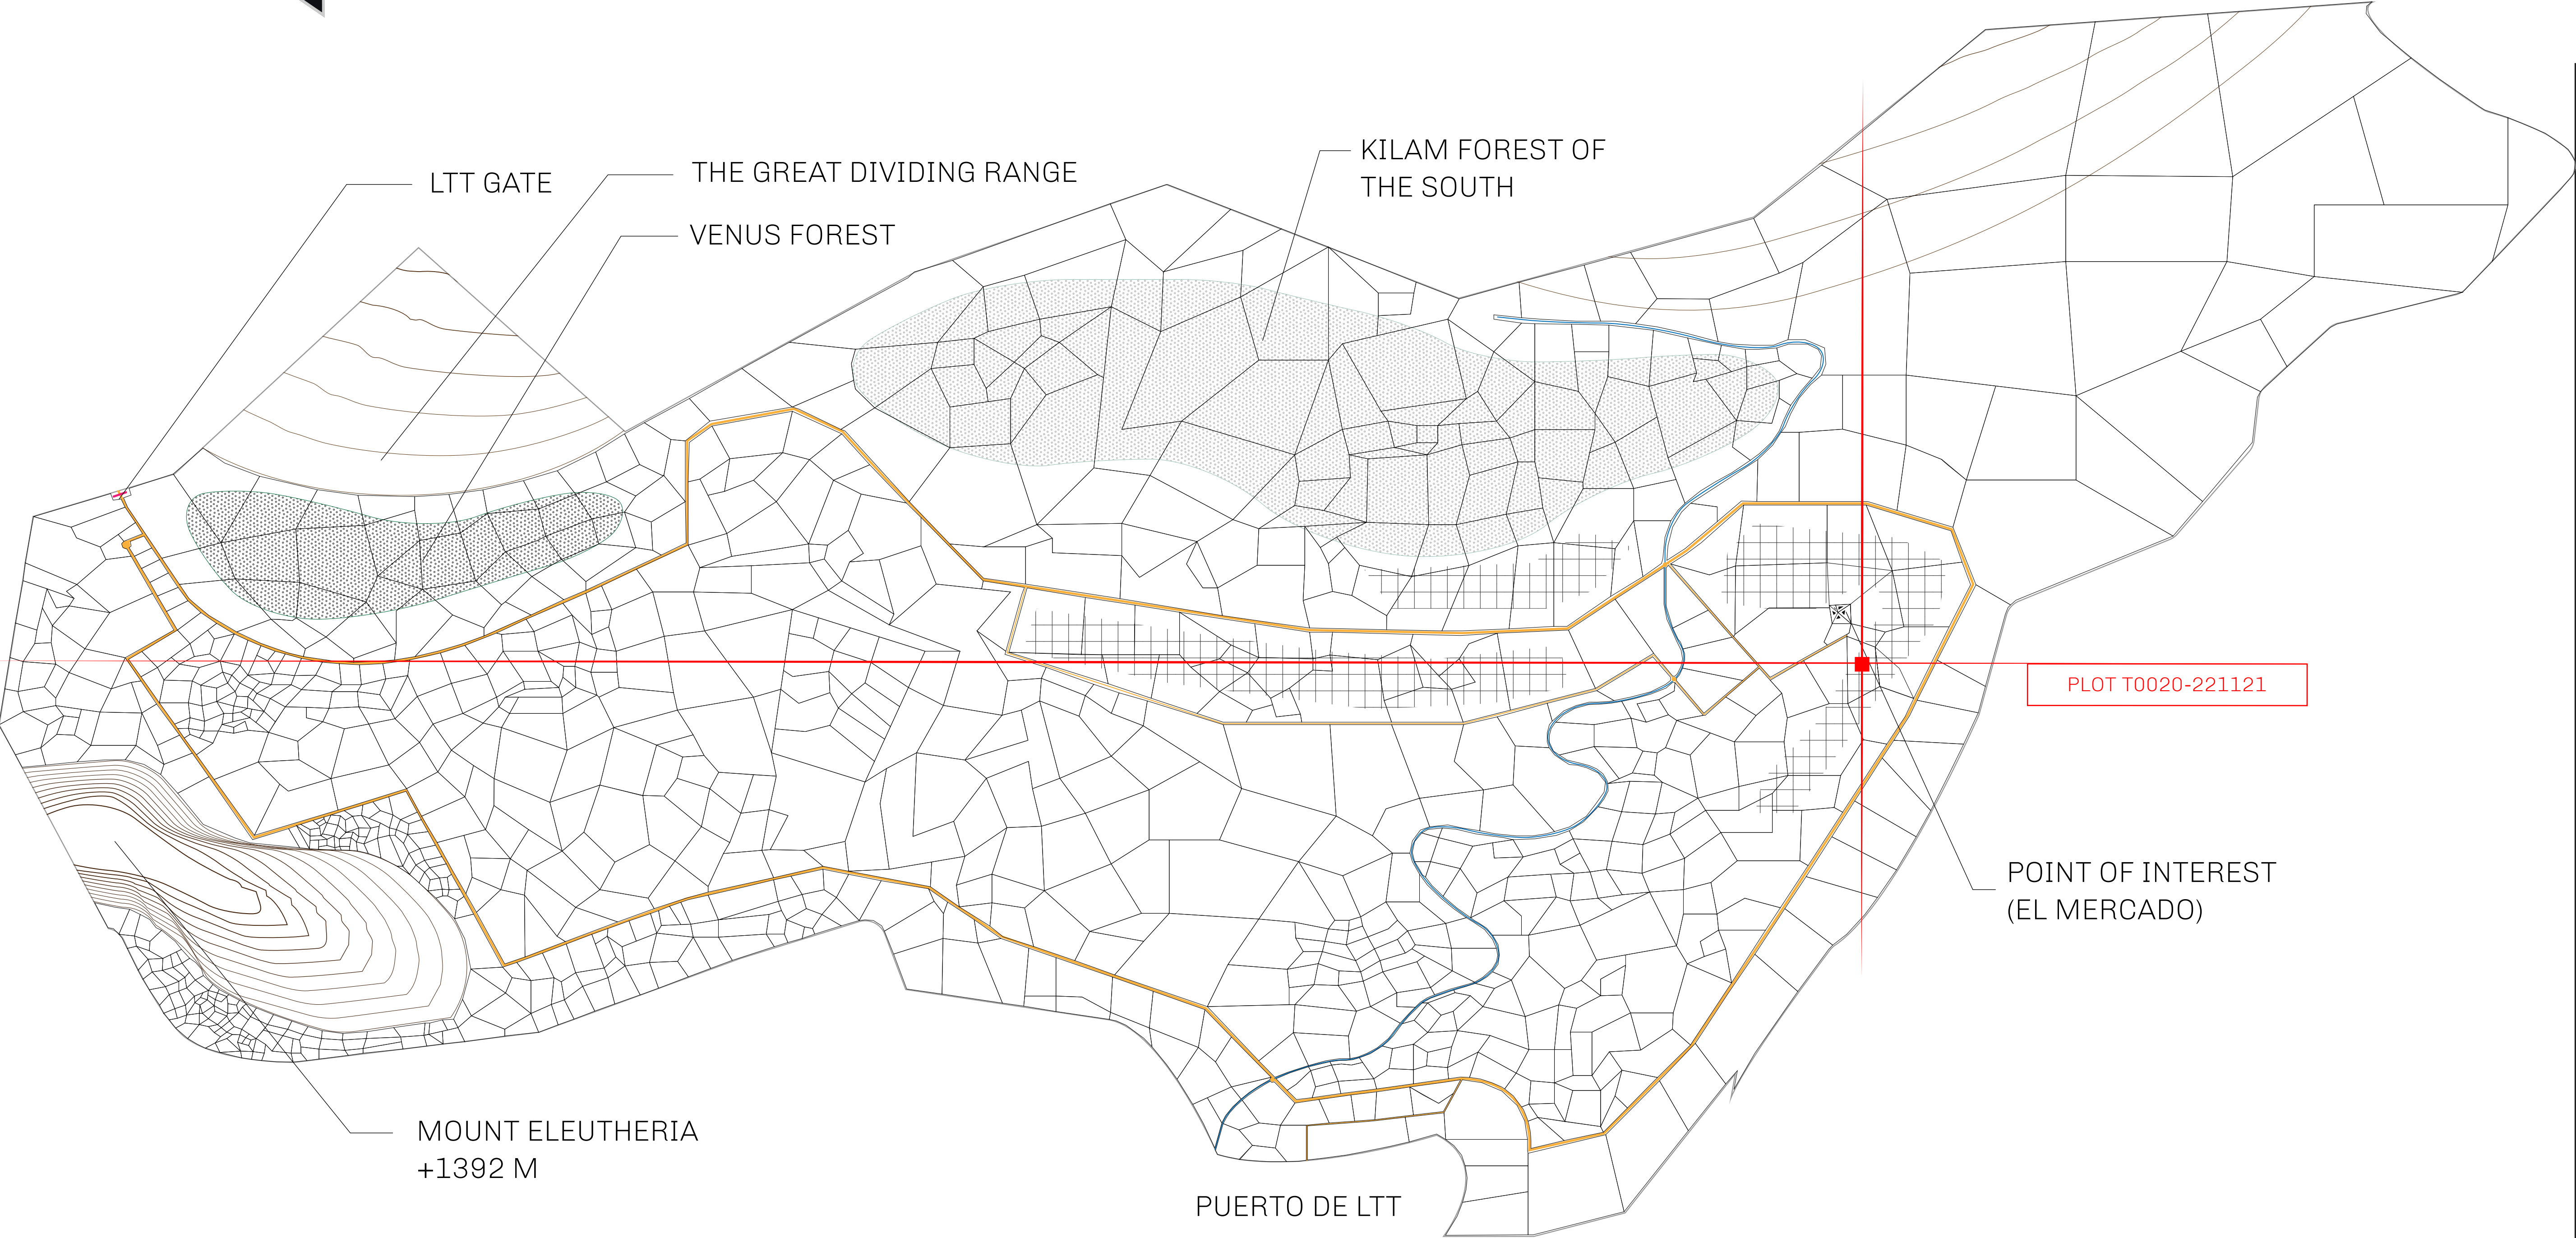 LTT GATE
THE GREAT DIVIDING RANGE
VENUS FOREST
KILAM FOREST OF
THE SOUTH
PLOT T0020-221121
POINT OF INTEREST
(EL MERCADO)
MOUNT ELEUTHERIA
+1392 M
PUERTO DE LTT